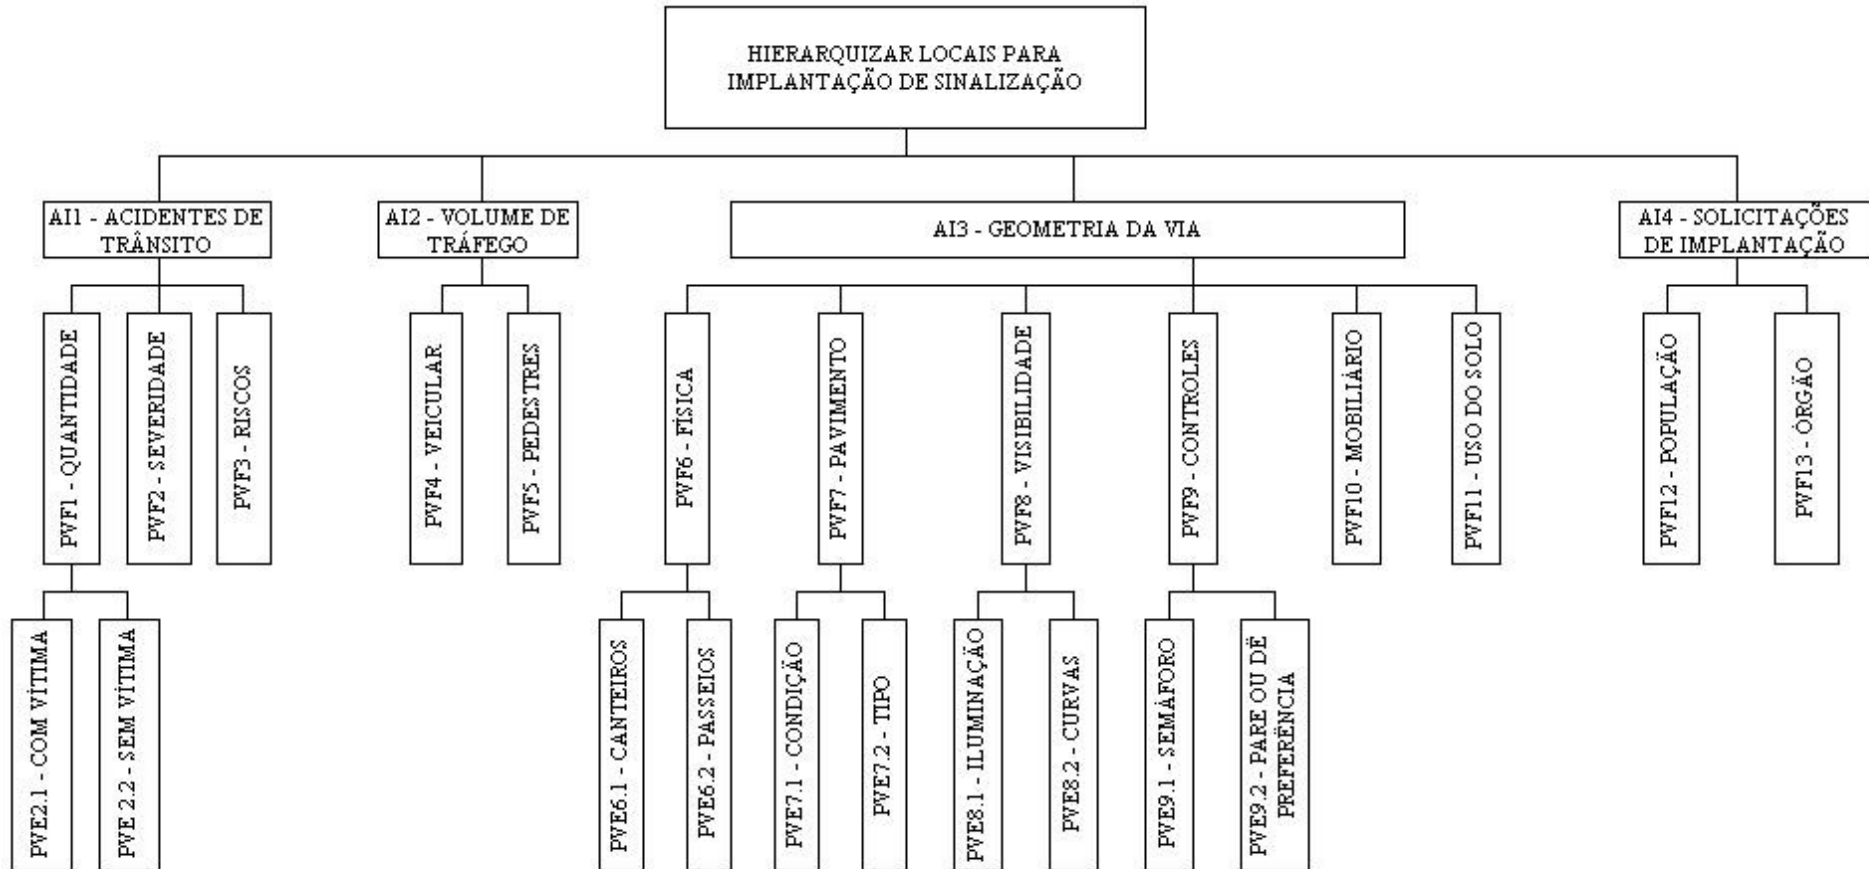 HIERARQUIZAR LOCAIS PARA
IMPLANTAÇÃO DE SINALIZAÇÃO
AI1 - ACIDENTES DE
TRÂNSITO
AI2 - VOLUME DE
TRÁFEGO
AI3 - GEOMETRIA DA VIA
AI4 - SOLICITAÇÕES
DE IMPLANTAÇÃO
PVF1 - QUANTIDADE
PVF2 - SEVERIDADE
PVF3 - RISCOS
PVF4 - VEICULAR
PVF5 - PEDESTRES
PVF6 - FÍSICA
PVF7 - PAVIMENTO
PVF8 - VISIBILIDADE
PVF9 - CONTROLES
PVF10 - MOBILIÁRIO
PVF11 - USO DO SOLO
PVF12 - POPULAÇÃO
PVF13 - ÓRGÃO
PVE2.1 - COM VÍTIMA
PVE 2.2 - SEM VÍTIMA
PVE6.1 - CANTEIROS
PVE6.2 - PASSEIOS
PVE7.1 - CONDIÇÃO
PVE7.2 - TIPO
PVE8.1 - ILUMINAÇÃO
PVE8.2 - CURVAS
PVE9.1 - SEMÁFORO
PVE9.2 - PARE OU DÊ
PREFERÊNCIA